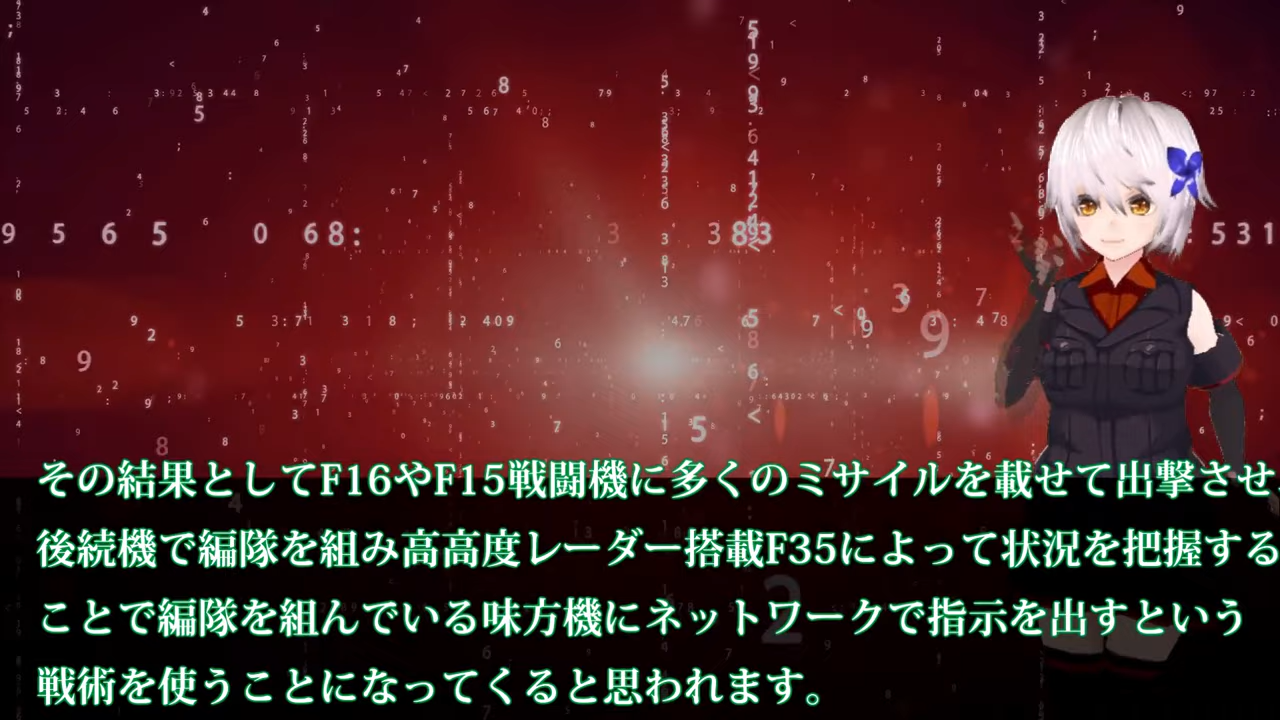 その結果としてF16やF15戦闘機に多くのミサイルを載せて出撃させ
後続機で編隊を組み高高度レーダー搭載F35によって状況を把握する
ことで編隊を組んでいる味方機にネットワークで指示を出すという
戦術を使うことになってくると思われます。